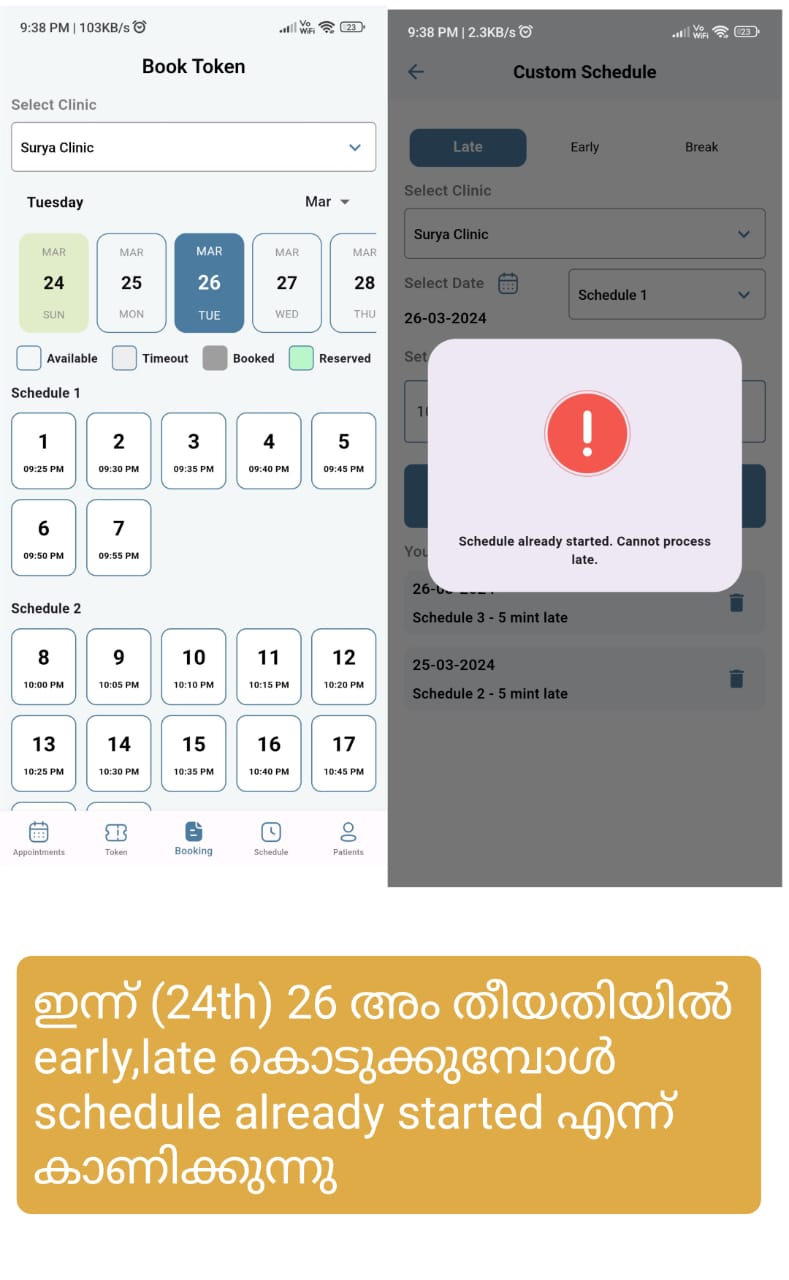 9:38 PM | 103KB/s
Vo WiFi
23
Book Token
Select Clinic
Surya Clinic
Tuesday
Mar
MAR MAR MAR MAR MAR
24 25 26 27 28
SUN MON TUE WED THU
Available Timeout Booked Reserved
Schedule 1
1 2 3 4 5
09:25 PM 09:30 PM 09:35 PM 09:40 PM 09:45 PM
6 7
09:50 PM 09:55 PM
Schedule 2
8 9 10 11 12
10:00 PM 10:05 PM 10:10 PM 10:15 PM 10:20 PM
13 14 15 16 17
10:25 PM 10:30 PM 10:35 PM 10:40 PM 10:45 PM
Appointments Token Booking Schedule Patients
9:38 PM | 2.3KB/s
Vo WiFi
23
Custom Schedule
Late Early Break
Select Clinic
Surya Clinic
Select Date
Schedule 1
26-03-2024
Set
Schedule already started. Cannot process
late.
You
26-03-2024
Schedule 3 - 5 mint late
25-03-2024
Schedule 2 - 5 mint late
ഇന്ന് (24th) 26 അം തീയതിയിൽ
early,late കൊടുക്കുമ്പോൾ
schedule already started എന്ന്
കാണിക്കുന്നു